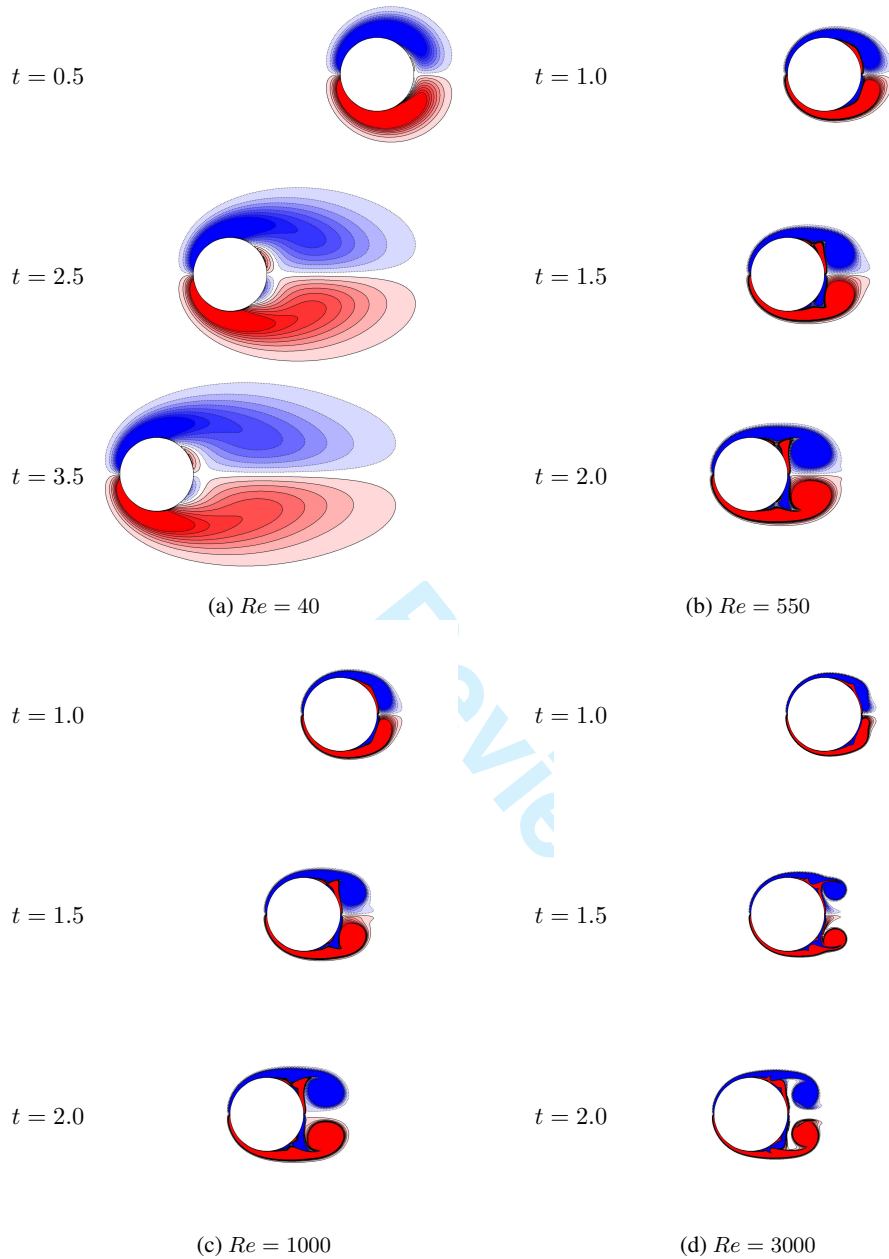 t = 0.5
t = 2.5
t = 3.5
(a) Re = 40
t = 1.0
t = 1.5
t = 2.0
(b) Re = 550
t = 1.0
t = 1.5
t = 2.0
(c) Re = 1000
t = 1.0
t = 1.5
t = 2.0
(d) Re = 3000